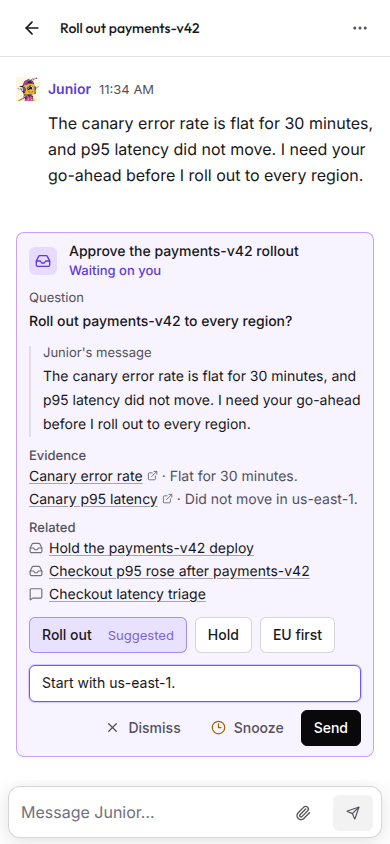 Roll out payments-v42
Junior 11:34 AM
The canary error rate is flat for 30 minutes,
and p95 latency did not move. I need your
go-ahead before I roll out to every region.
Approve the payments-v42 rollout
Waiting on you
Question
Roll out payments-v42 to every region?
Junior's message
The canary error rate is flat for 30 minutes, and
p95 latency did not move. I need your go-ahead
before I roll out to every region.
Evidence
Canary error rate · Flat for 30 minutes.
Canary p95 latency · Did not move in us-east-1.
Related
Hold the payments-v42 deploy
Checkout p95 rose after payments-v42
Checkout latency triage
Roll out Suggested Hold EU first
Start with us-east-1.
Dismiss Snooze Send
Message Junior...